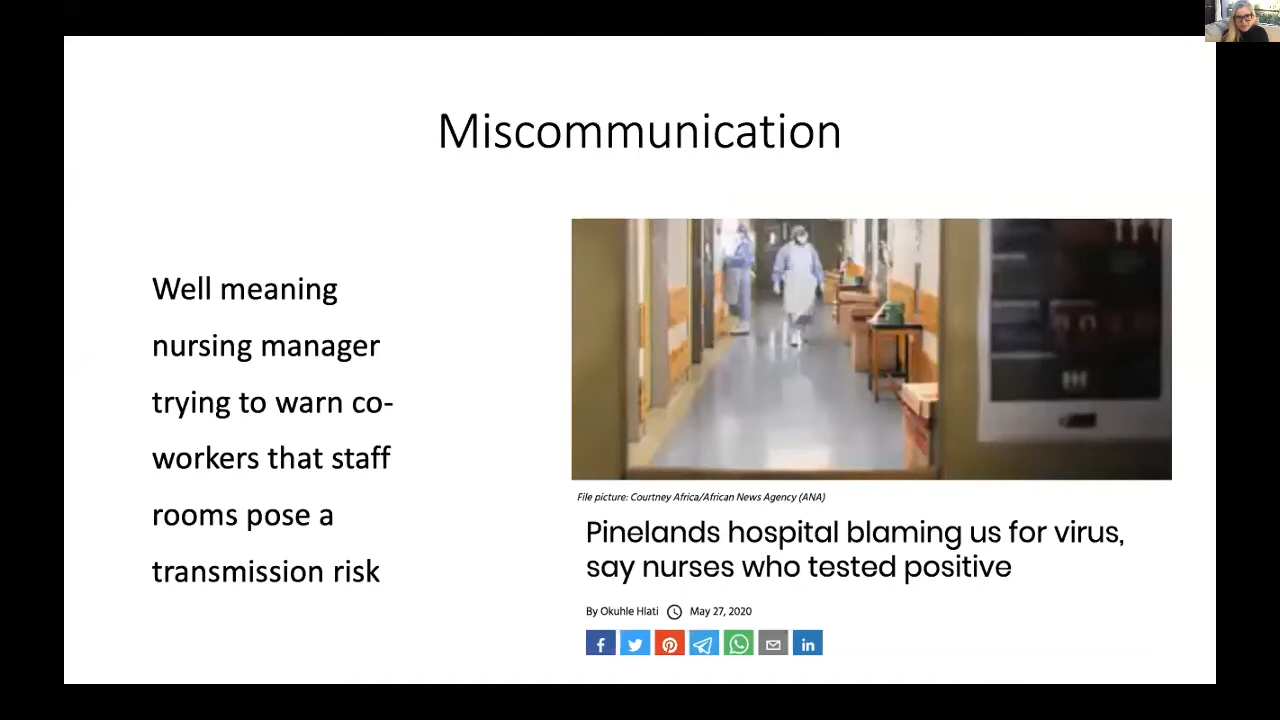 Miscommunication
Well meaning
nursing manager
trying to warn co-
workers that staff
rooms pose a
transmission risk
File picture: Courtney Africa/African News Agency (ANA)
Pinelands hospital blaming us for virus,
say nurses who tested positive
By Okuhle Hlati May 27, 2020